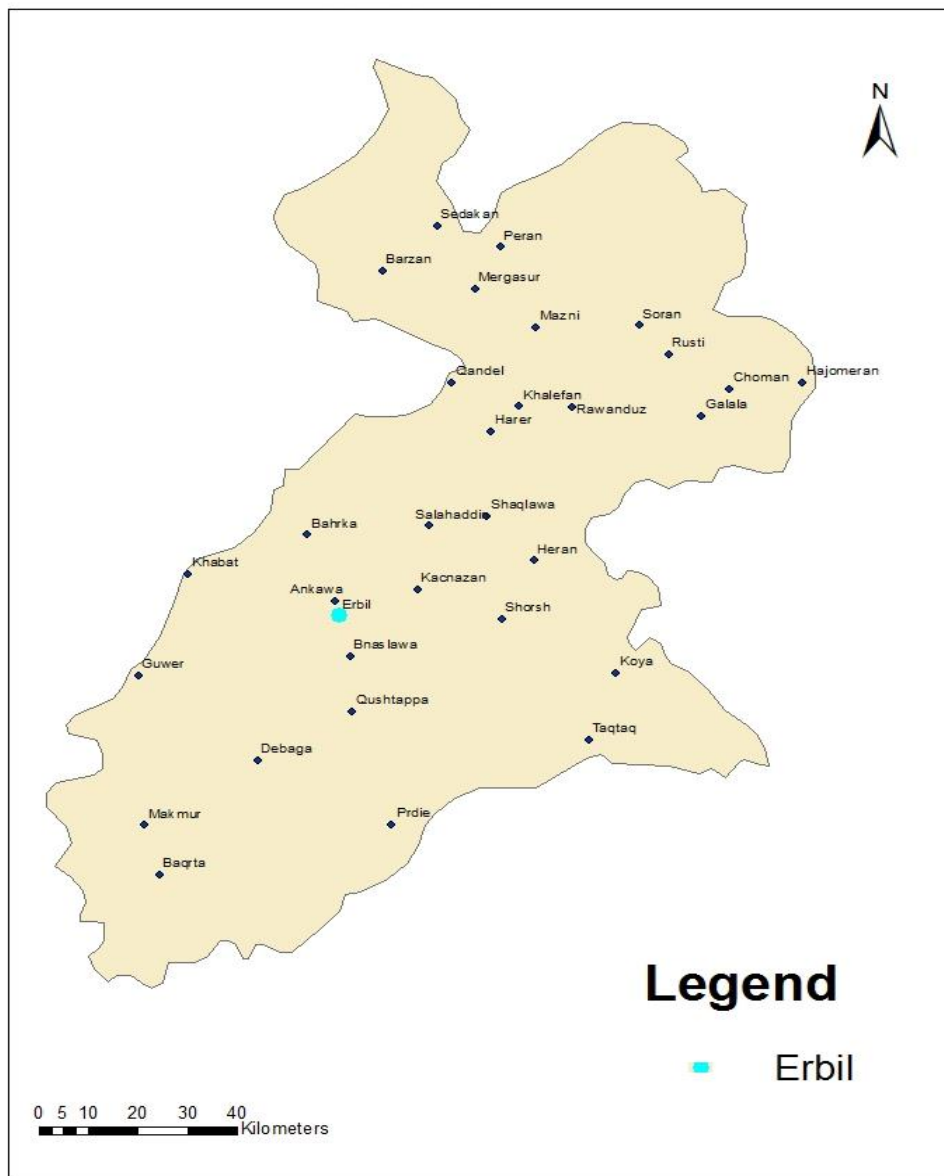 N
Sedakan
Peran
Barzan
Mergasur
Mazni
Soran
Rusti
Qandel
Choman
Hajomeran
Khalefan
Rawanduz
Galala
Harer
Shaqlawa
Salahaddin
Bahrka
Heran
Khabat
Kacnazan
Ankawa
Erbil
Shorsh
Bnaslawa
Guwer
Koya
Qushtappa
Taqtaq
Debaga
Makmur
Prdie
Baqrta
Legend
Erbil
0 5 10 20 30 40
Kilometers